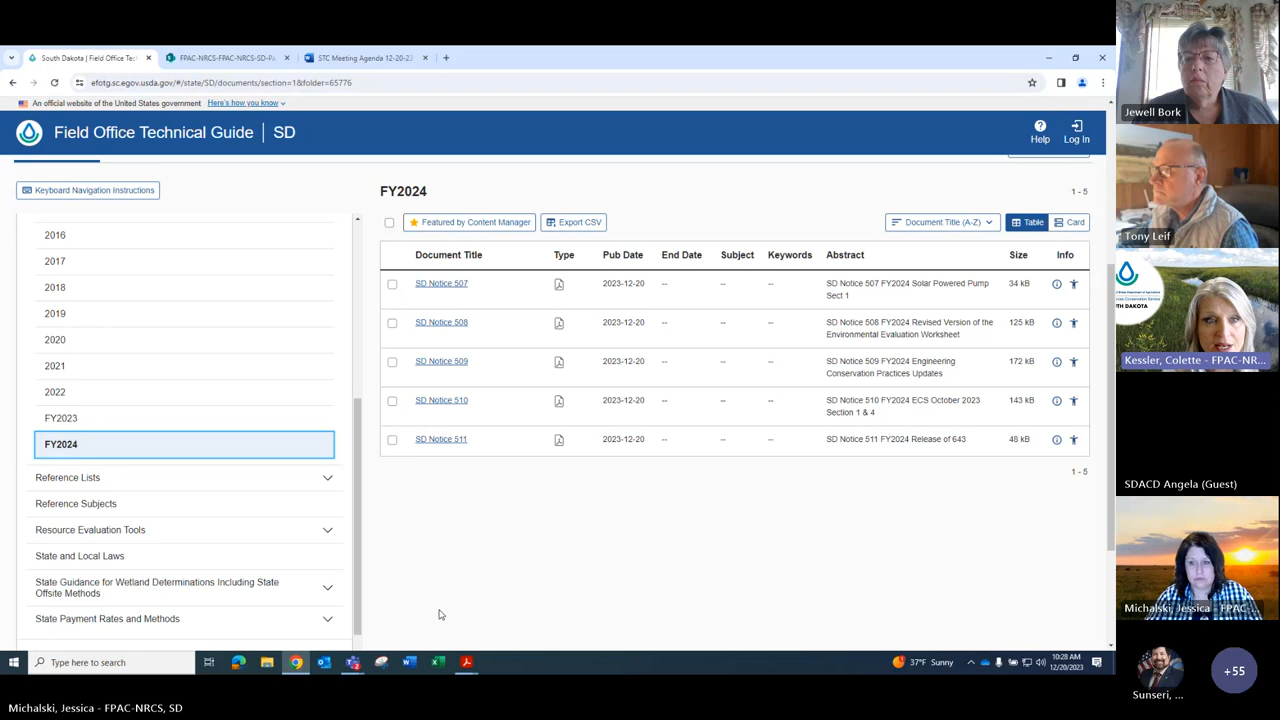 South Dakota | Field Office Tec
FPAC-NRCS-FPAC-NRCS-SD-Pa
STC Meeting Agenda 12-20-23
efotg.sc.egov.usda.gov/#/state/SD/documents/section=1&folder=65776
An official website of the United States government Here's how you know
Field Office Technical Guide | SD
Help
Log In
Keyboard Navigation Instructions
2016
2017
2018
2019
2020
2021
2022
FY2023
FY2024
Reference Lists
Reference Subjects
Resource Evaluation Tools
State and Local Laws
State Guidance for Wetland Determinations Including State
Offsite Methods
State Payment Rates and Methods
FY2024
1 - 5
Featured by Content Manager
Export CSV
Document Title (A-Z)
Table
Card
Document Title Type Pub Date End Date Subject Keywords Abstract Size Info
SD Notice 507 2023-12-20 -- -- -- SD Notice 507 FY2024 Solar Powered Pump 34 kB
Sect 1
SD Notice 508 2023-12-20 -- -- -- SD Notice 508 FY2024 Revised Version of the 125 kB
Environmental Evaluation Worksheet
SD Notice 509 2023-12-20 -- -- -- SD Notice 509 FY2024 Engineering 172 kB
Conservation Practices Updates
SD Notice 510 2023-12-20 -- -- -- SD Notice 510 FY2024 ECS October 2023 143 kB
Section 1 & 4
SD Notice 511 2023-12-20 -- -- -- SD Notice 511 FY2024 Release of 643 48 kB
1 - 5
Type here to search
37°F Sunny
10:28 AM
12/20/2023
Jewell Bork
Tony Leif
TH DAKOTA
Kessler, Colette - FPAC-NR...
SDACD Angela (Guest)
Michalski, Jessica - FPAC-...
Sunseri, ...
+55
Michalski, Jessica - FPAC-NRCS, SD